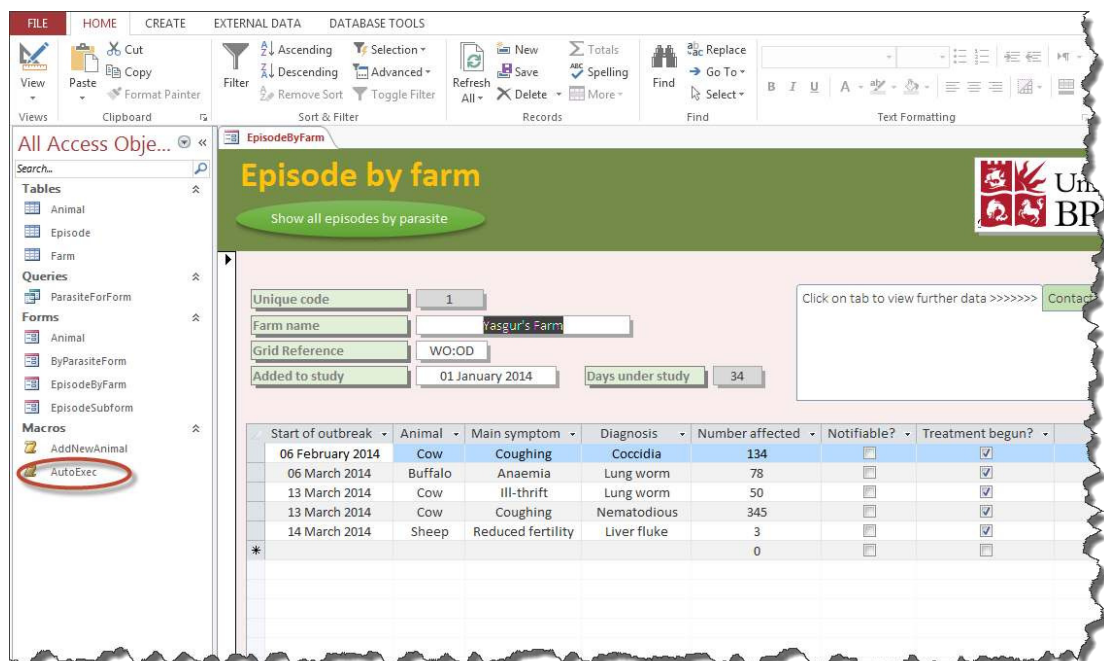 FILE HOME CREATE EXTERNAL DATA DATABASE TOOLS
View
Views
Paste
Cut
Copy
Format Painter
Clipboard
Filter
Ascending
Descending
Remove Sort
Selection
Advanced
Toggle Filter
Sort & Filter
Refresh
All
New
Save
Delete
Totals
Spelling
More
Records
Find
Replace
Go To
Select
Find
B I U A
Text Formatting
All Access Obje...
Search...
Tables
Animal
Episode
Farm
Queries
ParasiteForForm
Forms
Animal
ByParasiteForm
EpisodeByFarm
EpisodeSubform
Macros
AddNewAnimal
AutoExec
EpisodeByFarm
Episode by farm
Show all episodes by parasite
Unique code 1
Farm name Yasgur's Farm
Grid Reference WO:OD
Added to study 01 January 2014 Days under study 34
Click on tab to view further data >>>>>>> Contact
Start of outbreak Animal Main symptom Diagnosis Number affected Notifiable? Treatment begun?
06 February 2014 Cow Coughing Coccidia 134
06 March 2014 Buffalo Anaemia Lung worm 78
13 March 2014 Cow Ill-thrift Lung worm 50
13 March 2014 Cow Coughing Nematodious 345
14 March 2014 Sheep Reduced fertility Liver fluke 3
* 0